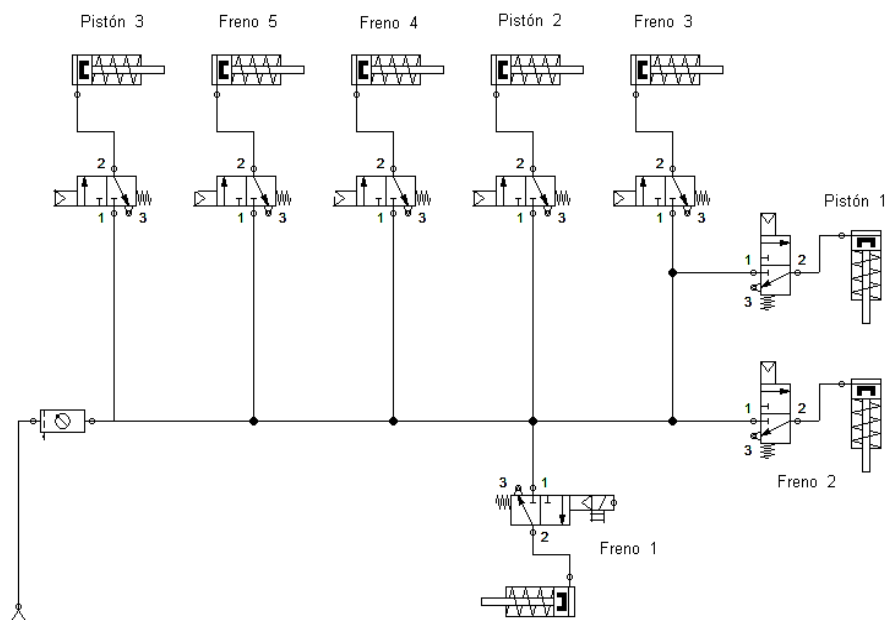 Pistón 3 Freno 5 Freno 4 Pistón 2 Freno 3
2 2 2 2 2
1 3 1 3 1 3 1 3 1 3
Pistón 1
1 2
3
1 2
3
Freno 2
3 1
2
Freno 1